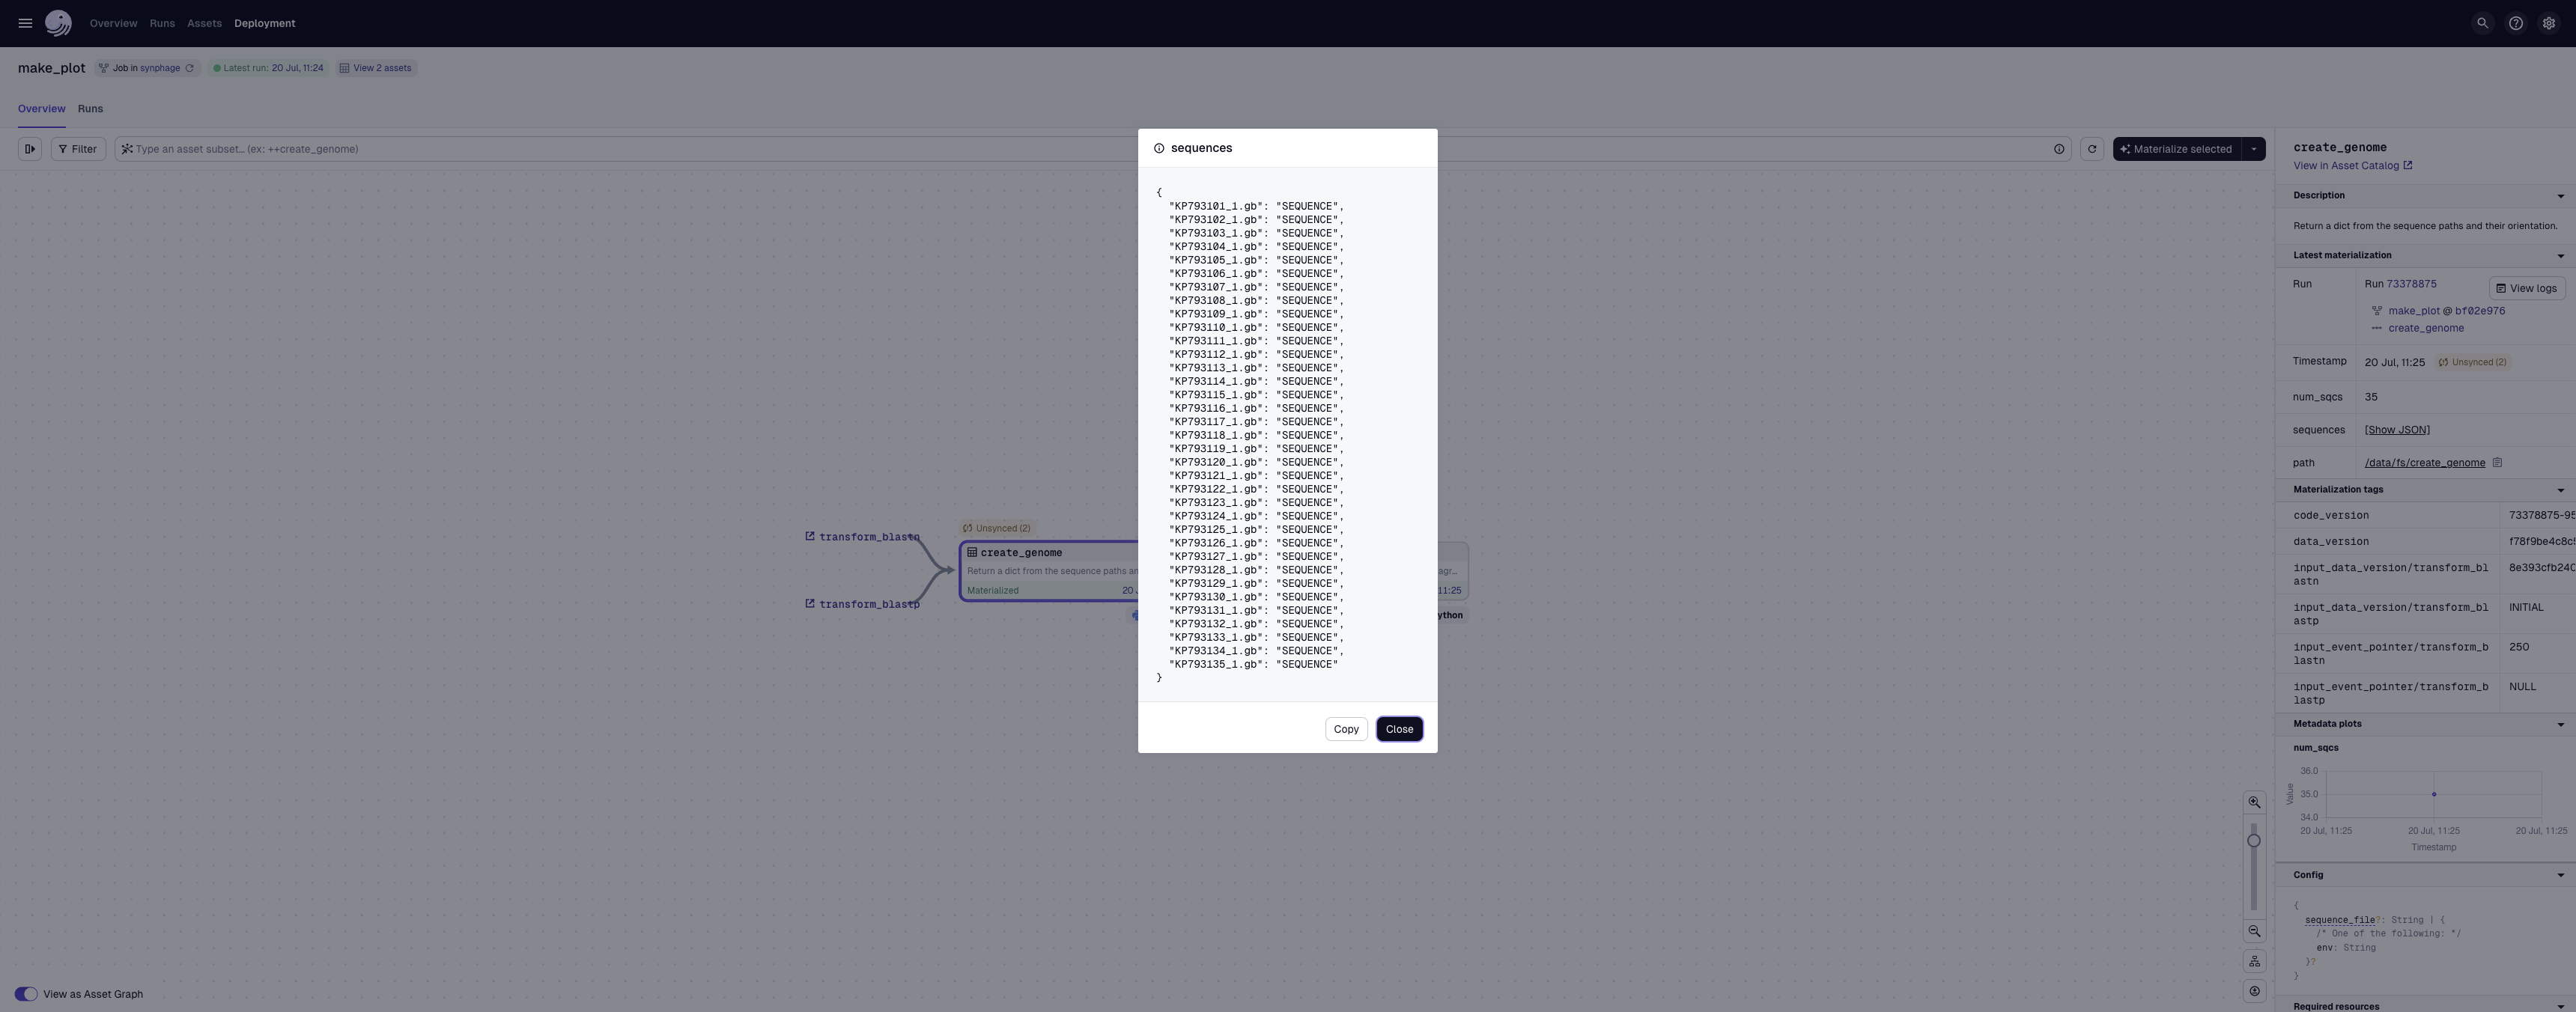 Overview Runs Assets Deployment
make_plot Job in synphage Latest run: 20 Jul, 11:24 View 2 assets
Overview Runs
Filter Type an asset subset… (ex: ++create_genome) Materialize selected
transform_blastn
transform_blastp
Unsynced (2)
create_genome
Return a dict from the sequence paths an
Materialized 20 J
agr…
11:25
ython
View as Asset Graph
sequences
{
"KP793101_1.gb": "SEQUENCE",
"KP793102_1.gb": "SEQUENCE",
"KP793103_1.gb": "SEQUENCE",
"KP793104_1.gb": "SEQUENCE",
"KP793105_1.gb": "SEQUENCE",
"KP793106_1.gb": "SEQUENCE",
"KP793107_1.gb": "SEQUENCE",
"KP793108_1.gb": "SEQUENCE",
"KP793109_1.gb": "SEQUENCE",
"KP793110_1.gb": "SEQUENCE",
"KP793111_1.gb": "SEQUENCE",
"KP793112_1.gb": "SEQUENCE",
"KP793113_1.gb": "SEQUENCE",
"KP793114_1.gb": "SEQUENCE",
"KP793115_1.gb": "SEQUENCE",
"KP793116_1.gb": "SEQUENCE",
"KP793117_1.gb": "SEQUENCE",
"KP793118_1.gb": "SEQUENCE",
"KP793119_1.gb": "SEQUENCE",
"KP793120_1.gb": "SEQUENCE",
"KP793121_1.gb": "SEQUENCE",
"KP793122_1.gb": "SEQUENCE",
"KP793123_1.gb": "SEQUENCE",
"KP793124_1.gb": "SEQUENCE",
"KP793125_1.gb": "SEQUENCE",
"KP793126_1.gb": "SEQUENCE",
"KP793127_1.gb": "SEQUENCE",
"KP793128_1.gb": "SEQUENCE",
"KP793129_1.gb": "SEQUENCE",
"KP793130_1.gb": "SEQUENCE",
"KP793131_1.gb": "SEQUENCE",
"KP793132_1.gb": "SEQUENCE",
"KP793133_1.gb": "SEQUENCE",
"KP793134_1.gb": "SEQUENCE",
"KP793135_1.gb": "SEQUENCE"
}
Copy Close
create_genome
View in Asset Catalog
Description
Return a dict from the sequence paths and their orientation.
Latest materialization
Run Run 73378875 View logs
make_plot @ bf02e976
create_genome
Timestamp 20 Jul, 11:25 Unsynced (2)
num_sqcs 35
sequences [Show JSON]
path /data/fs/create_genome
Materialization tags
code_version 73378875-95
data_version f78f9be4c8c
input_data_version/transform_bl 8e393cfb240
astn
input_data_version/transform_bl INITIAL
astp
input_event_pointer/transform_b 250
lastn
input_event_pointer/transform_b NULL
lastp
Metadata plots
num_sqcs
36.0
35.0
34.0
Value
20 Jul, 11:25 20 Jul, 11:25 20 Jul, 11:25
Timestamp
Config
{
sequence_file?: String | {
/* One of the following: */
env: String
}?
}
Required resources